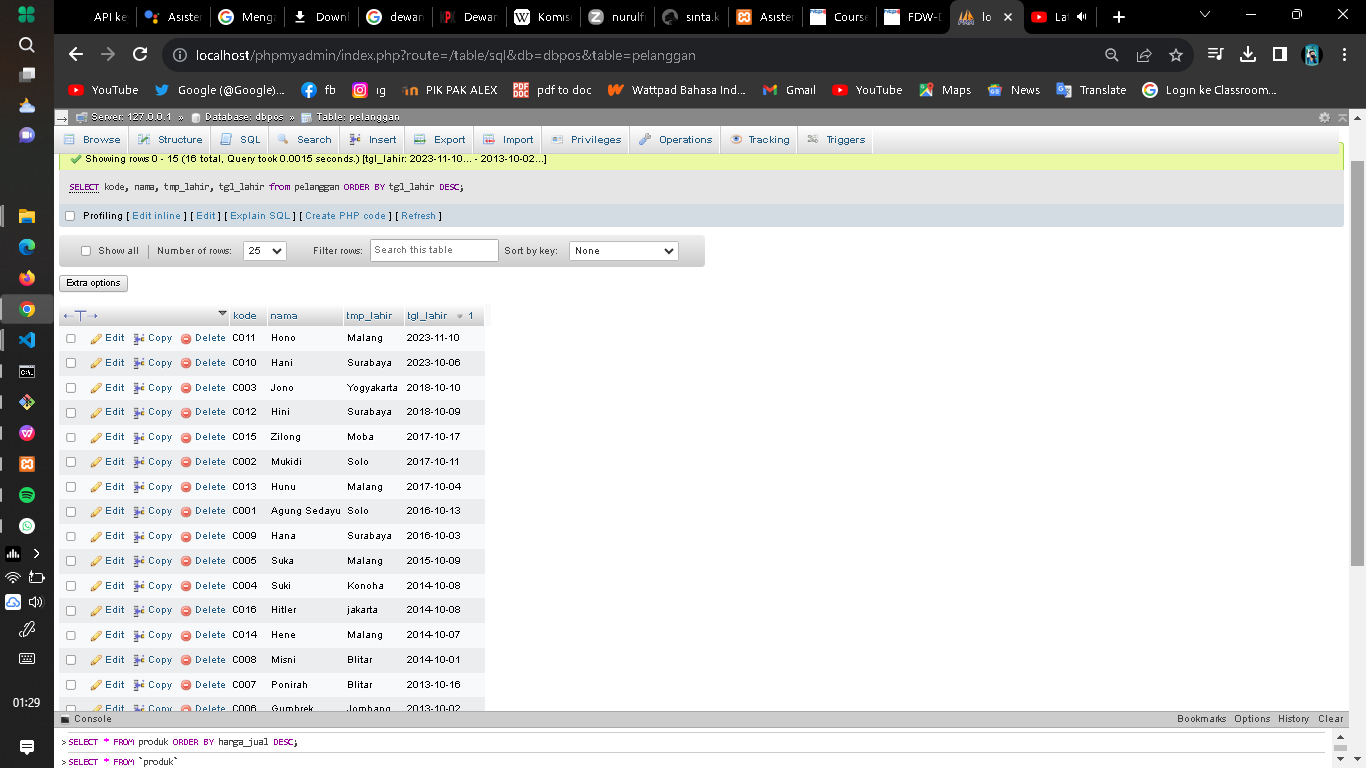 API ke
Asister
Menga
Downl
dewan
Dewar
Komis
nurulfi
sinta.k
Asister
Course
FDW-D
lo
La
localhost/phpmyadmin/index.php?route=/table/sql&db=dbpos&table=pelanggan
YouTube
Google (@Google)...
fb
ig
PIK PAK ALEX
pdf to doc
Wattpad Bahasa Ind...
Gmail
YouTube
Maps
News
Translate
Login ke Classroom...
Server: 127.0.0.1 » Database: dbpos » Table: pelanggan
Browse Structure SQL Search Insert Export Import Privileges Operations Tracking Triggers
Showing rows 0 - 15 (16 total, Query took 0.0015 seconds.) [tgl_lahir: 2023-11-10... - 2013-10-02...]
SELECT kode, nama, tmp_lahir, tgl_lahir from pelanggan ORDER BY tgl_lahir DESC;
Profiling [ Edit inline ] [ Edit ] [ Explain SQL ] [ Create PHP code ] [ Refresh ]
Show all Number of rows: 25 Filter rows: Search this table Sort by key: None
Extra options
kode nama tmp_lahir tgl_lahir 1
Edit Copy Delete C011 Hono Malang 2023-11-10
Edit Copy Delete C010 Hani Surabaya 2023-10-06
Edit Copy Delete C003 Jono Yogyakarta 2018-10-10
Edit Copy Delete C012 Hini Surabaya 2018-10-09
Edit Copy Delete C015 Zilong Moba 2017-10-17
Edit Copy Delete C002 Mukidi Solo 2017-10-11
Edit Copy Delete C013 Hunu Malang 2017-10-04
Edit Copy Delete C001 Agung Sedayu Solo 2016-10-13
Edit Copy Delete C009 Hana Surabaya 2016-10-03
Edit Copy Delete C005 Suka Malang 2015-10-09
Edit Copy Delete C004 Suki Konoha 2014-10-08
Edit Copy Delete C016 Hitler jakarta 2014-10-08
Edit Copy Delete C014 Hene Malang 2014-10-07
Edit Copy Delete C008 Misni Blitar 2014-10-01
Edit Copy Delete C007 Ponirah Blitar 2013-10-16
Edit Copy Delete C006 Gumbrek Jombang 2013-10-02
01:29
Console
Bookmarks Options History Clear
>SELECT * FROM produk ORDER BY harga_jual DESC;
>SELECT * FROM `produk`